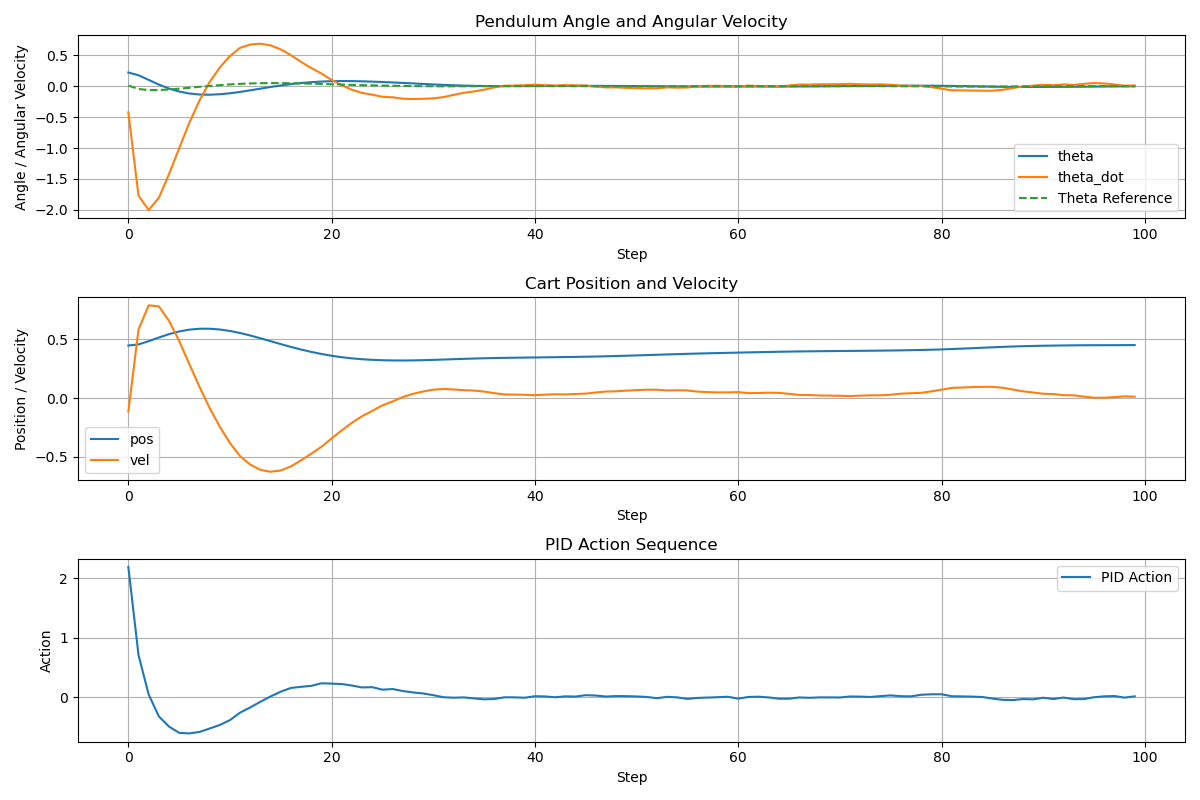 Pendulum Angle and Angular Velocity
Angle / Angular Velocity
0.5
0.0
−0.5
−1.0
−1.5
−2.0
theta
theta_dot
Theta Reference
0 20 40 60 80 100
Step
Cart Position and Velocity
Position / Velocity
0.5
0.0
−0.5
pos
vel
0 20 40 60 80 100
Step
PID Action Sequence
Action
2
1
0
PID Action
0 20 40 60 80 100
Step